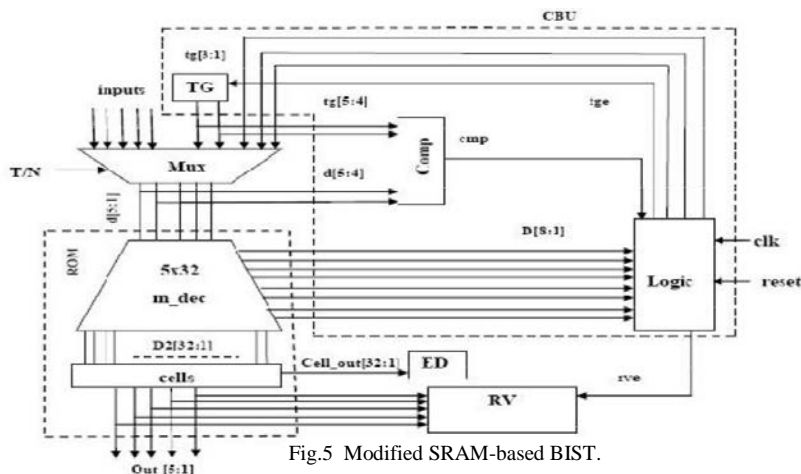 CBU
tg[3:1]
inputs
TG
tg[5:4]
tge
cmp
Comp
Mux
T/N
d[5:4]
d[5:1]
D[8:1]
ROM
5x32
m_dec
Logic
clk
reset
D2[32:1]
Cell_out[32:1]
ED
cells
RV
rve
Out [5:1]
Fig.5 Modified SRAM-based BIST.